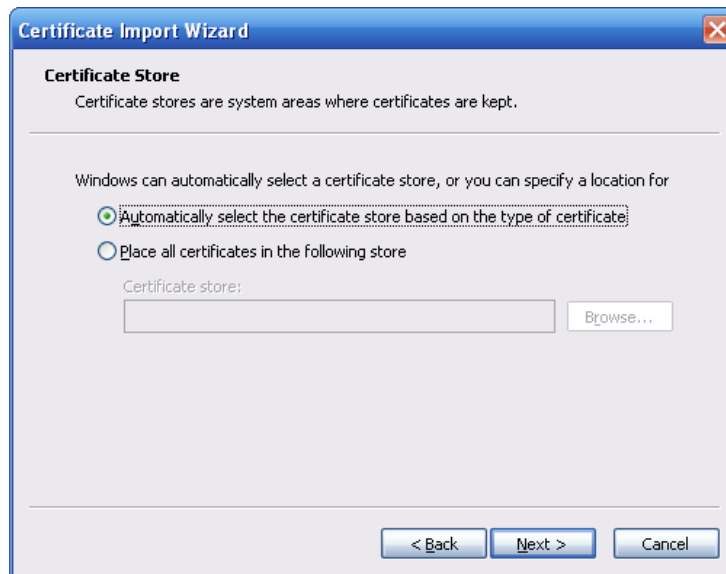 Certificate Import Wizard
Certificate Store
Certificate stores are system areas where certificates are kept.
Windows can automatically select a certificate store, or you can specify a location for
Automatically select the certificate store based on the type of certificate
Place all certificates in the following store
Certificate store:
Browse...
< Back Next > Cancel